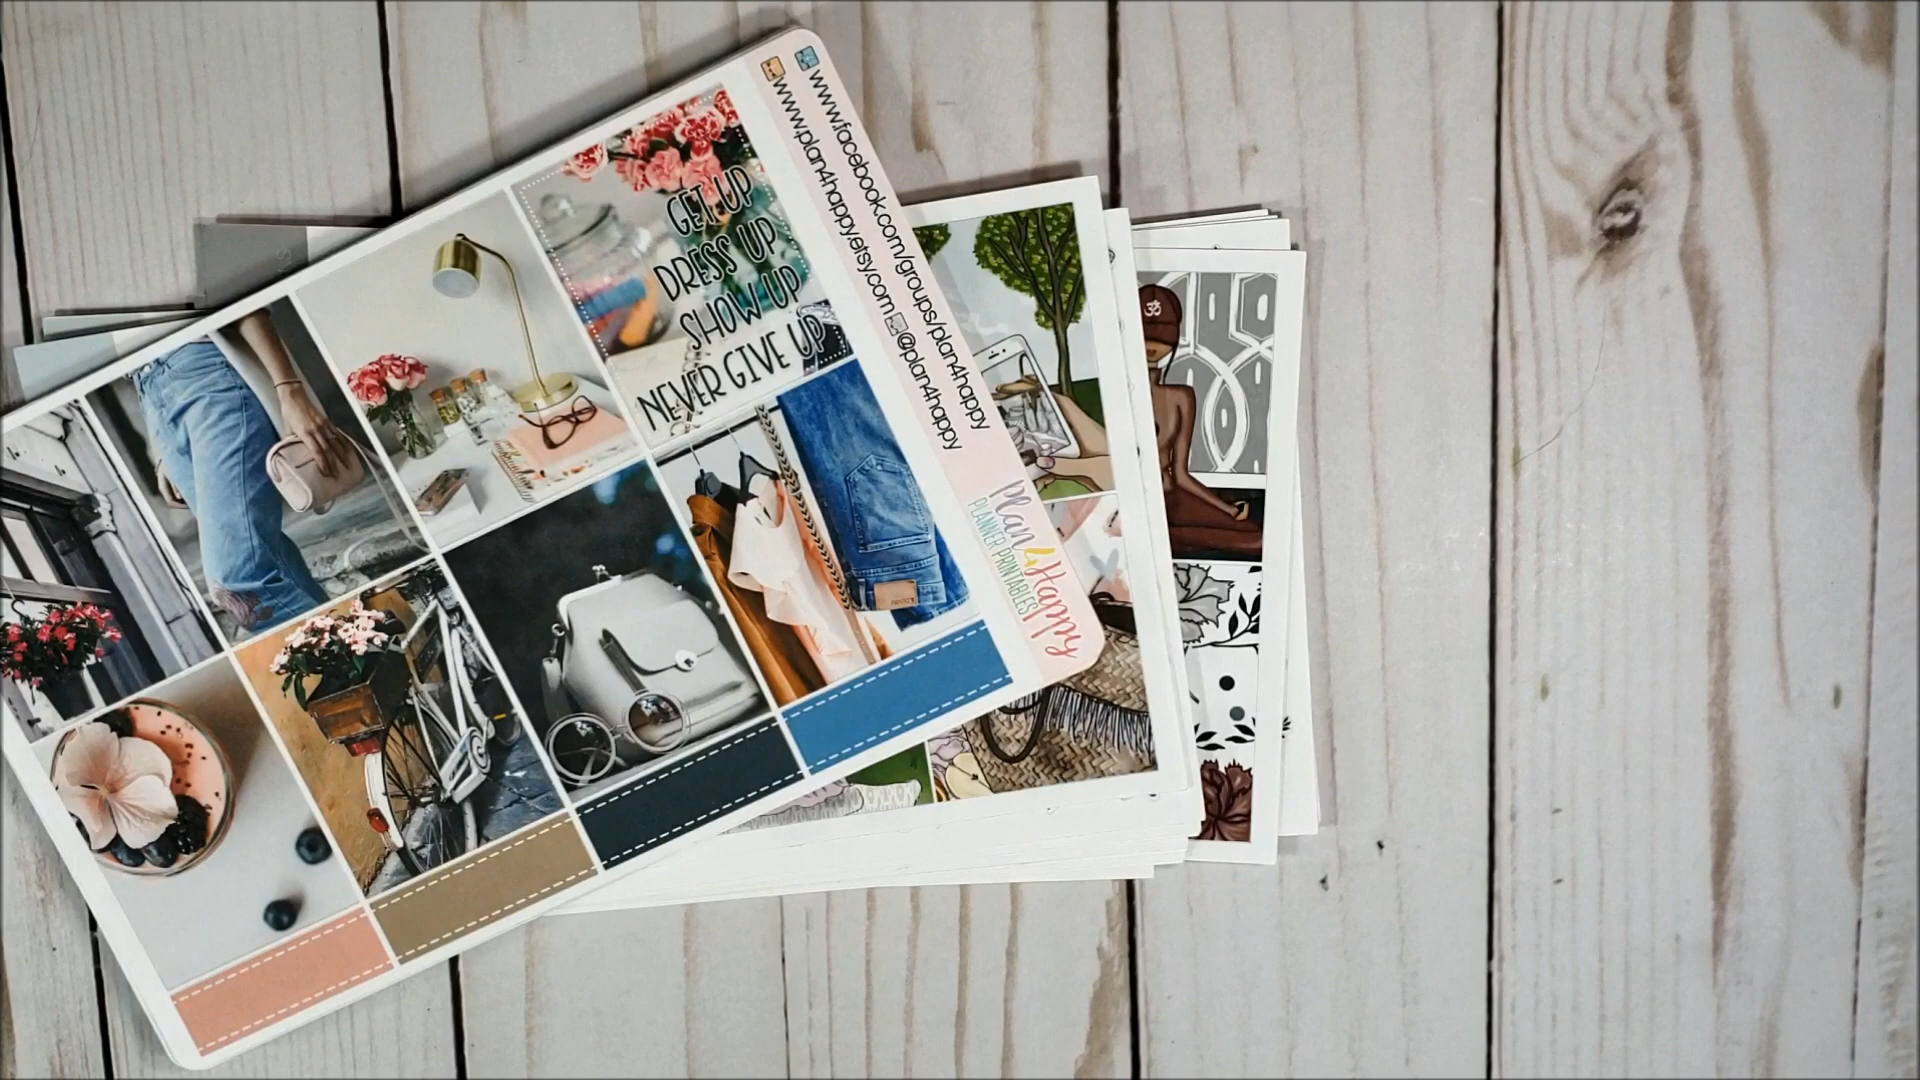 GET UP
DRESS UP
SHOW UP
NEVER GIVE UP
www.facebook.com/groups/plan4happy
www.plan4happy.etsy.com
@plan4happy
Plan4Happy
PLANNER PRINTABLES